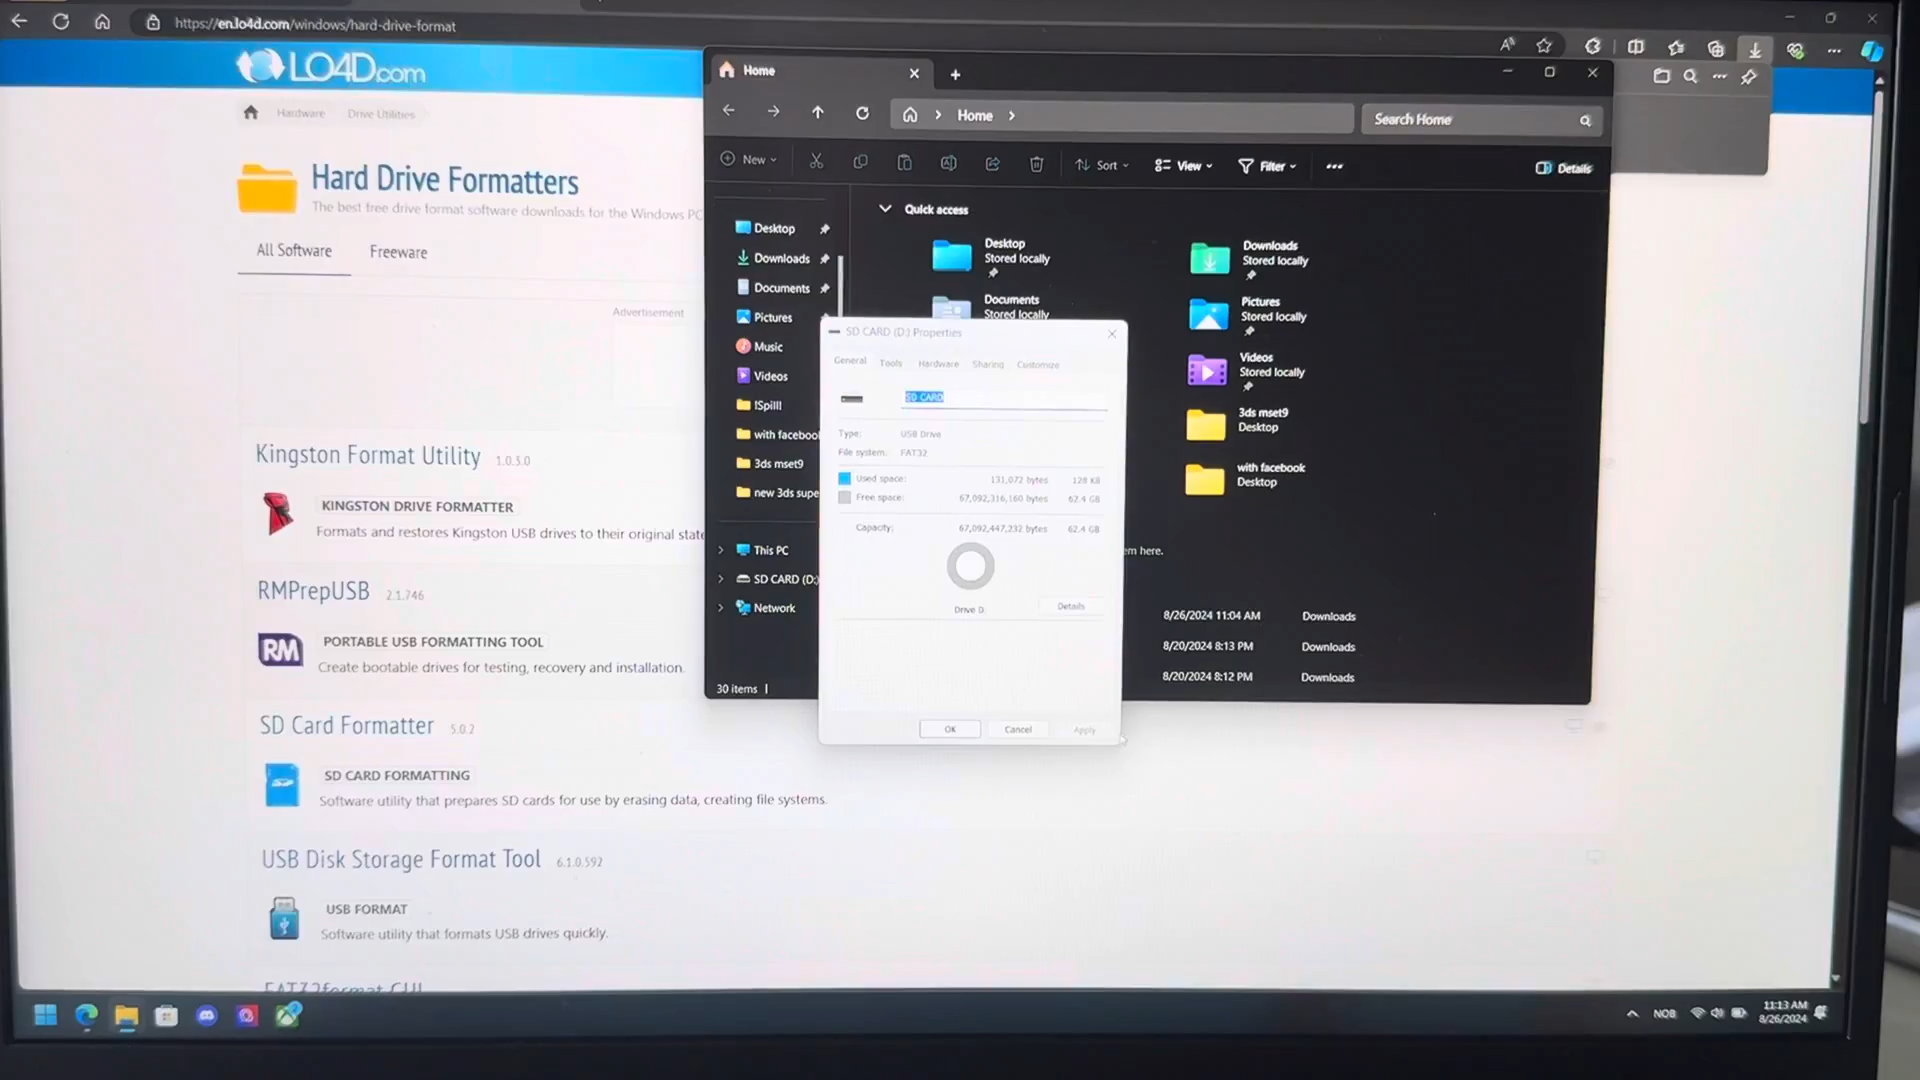 https://en.lo4d.com/windows/hard-drive-format
LO4D.com
Hardware
Drive Utilities
Hard Drive Formatters
The best free drive format software downloads for the Windows PC
All Software
Freeware
Advertisement
Kingston Format Utility 1.0.3.0
KINGSTON DRIVE FORMATTER
Formats and restores Kingston USB drives to their original state
RMPrepUSB 2.1.746
RM
PORTABLE USB FORMATTING TOOL
Create bootable drives for testing, recovery and installation.
SD Card Formatter 5.0.2
SD CARD FORMATTING
Software utility that prepares SD cards for use by erasing data, creating file systems.
USB Disk Storage Format Tool 6.1.0.592
USB FORMAT
Software utility that formats USB drives quickly.
FAT32format GUI
Home
Home
Search Home
New
Sort
View
Filter
Details
Desktop
Downloads
Documents
Pictures
Music
Videos
!Spilll
with facebook
3ds mset9
new 3ds supe
This PC
SD CARD (D:)
Network
30 items
Quick access
Desktop
Stored locally
Downloads
Stored locally
Documents
Stored locally
Pictures
Stored locally
Videos
Stored locally
3ds mset9
Desktop
with facebook
Desktop
em here.
8/26/2024 11:04 AM Downloads
8/20/2024 8:13 PM Downloads
8/20/2024 8:12 PM Downloads
SD CARD (D:) Properties
General
Tools
Hardware
Sharing
Customize
SD CARD
Type: USB Drive
File system: FAT32
Used space: 131,072 bytes 128 KB
Free space: 67,092,316,160 bytes 62.4 GB
Capacity: 67,092,447,232 bytes 62.4 GB
Drive D:
Details
OK
Cancel
Apply
NOB
11:13 AM
8/26/2024